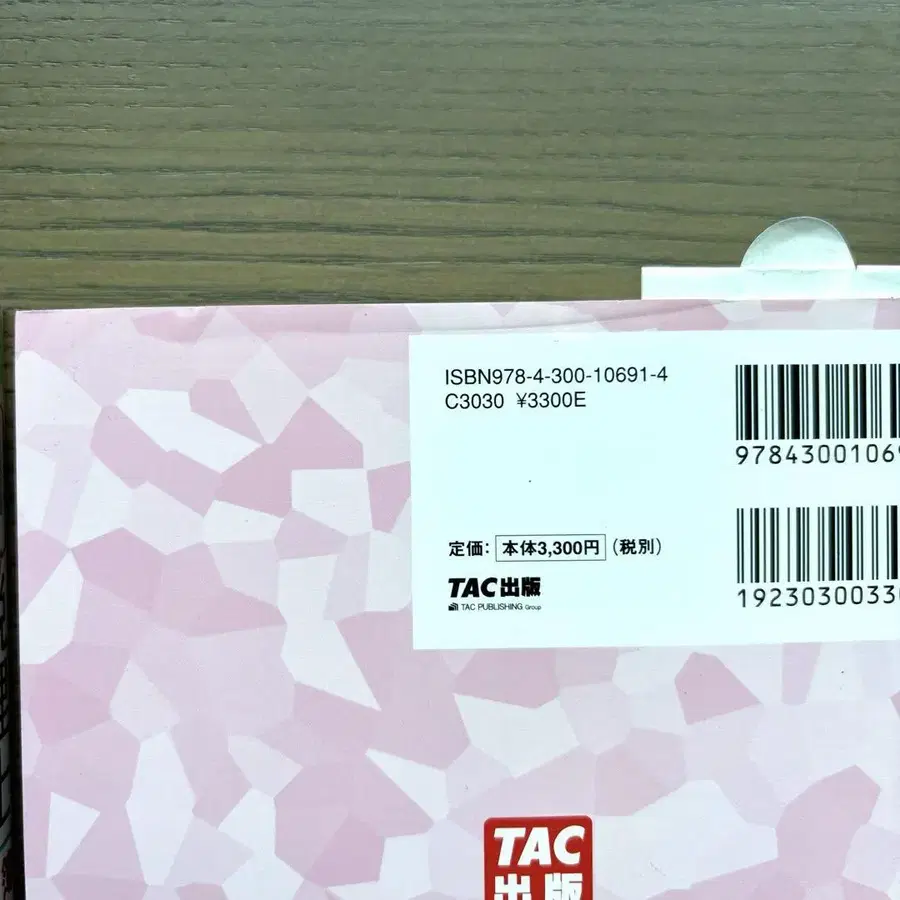 ISBN978-4-300-10691-4
C3030 ¥3300E
97843001069
定価：本体3,300円（税別）
TAC出版
TAC PUBLISHING Group
19230300330
TAC
出版